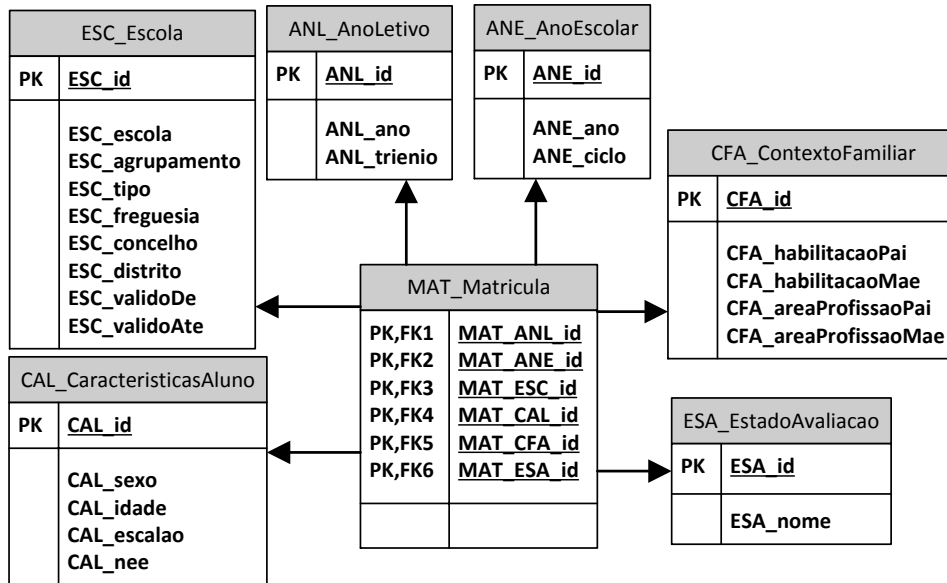 ESC_Escola
PK ESC_id
ESC_escola
ESC_agrupamento
ESC_tipo
ESC_freguesia
ESC_concelho
ESC_distrito
ESC_validoDe
ESC_validoAte
ANL_AnoLetivo
PK ANL_id
ANL_ano
ANL_trienio
ANE_AnoEscolar
PK ANE_id
ANE_ano
ANE_ciclo
CFA_ContextoFamiliar
PK CFA_id
CFA_habilitacaoPai
CFA_habilitacaoMae
CFA_areaProfissaoPai
CFA_areaProfissaoMae
MAT_Matricula
PK,FK1 MAT_ANL_id
PK,FK2 MAT_ANE_id
PK,FK3 MAT_ESC_id
PK,FK4 MAT_CAL_id
PK,FK5 MAT_CFA_id
PK,FK6 MAT_ESA_id
CAL_CaracteristicasAluno
PK CAL_id
CAL_sexo
CAL_idade
CAL_escalao
CAL_nee
ESA_EstadoAvaliacao
PK ESA_id
ESA_nome